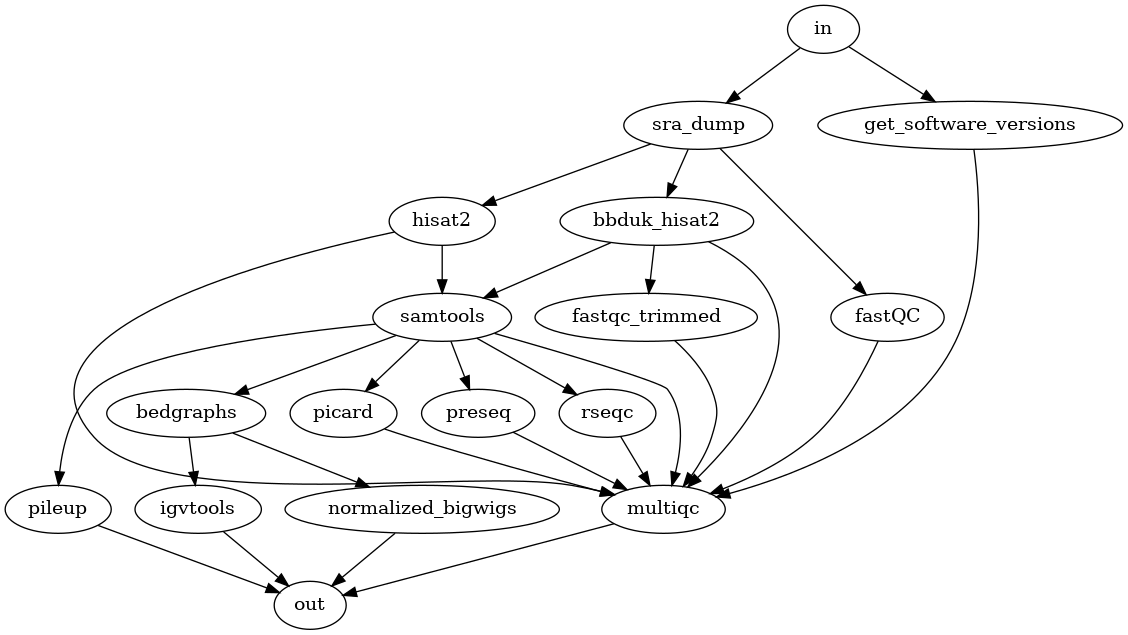 in
sra_dump
get_software_versions
hisat2
bbduk_hisat2
samtools
fastqc_trimmed
fastQC
bedgraphs
picard
preseq
rseqc
pileup
igvtools
normalized_bigwigs
multiqc
out